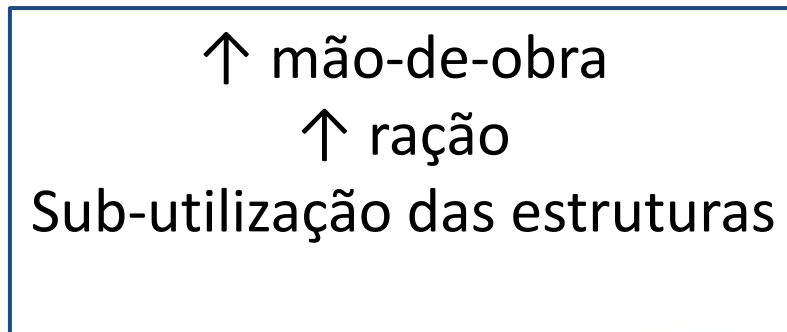 ↑ mão-de-obra
↑ ração
Sub-utilização das estruturas